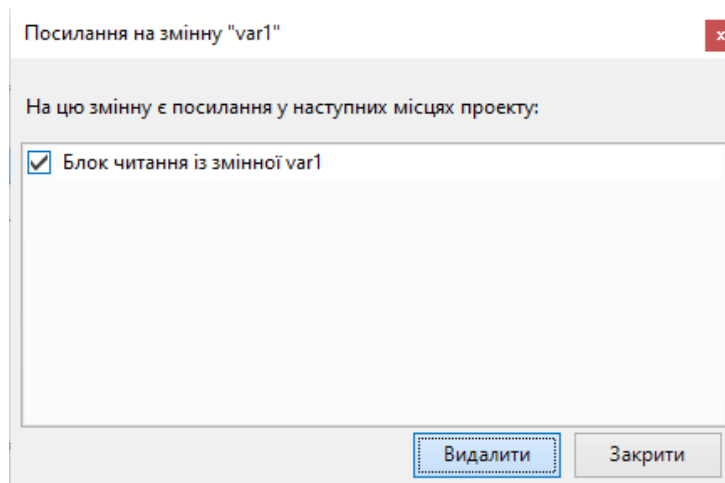 Посилання на змінну "var1"
x
На цю змінну є посилання у наступних місцях проекту:
Блок читання із змінної var1
Видалити
Закрити